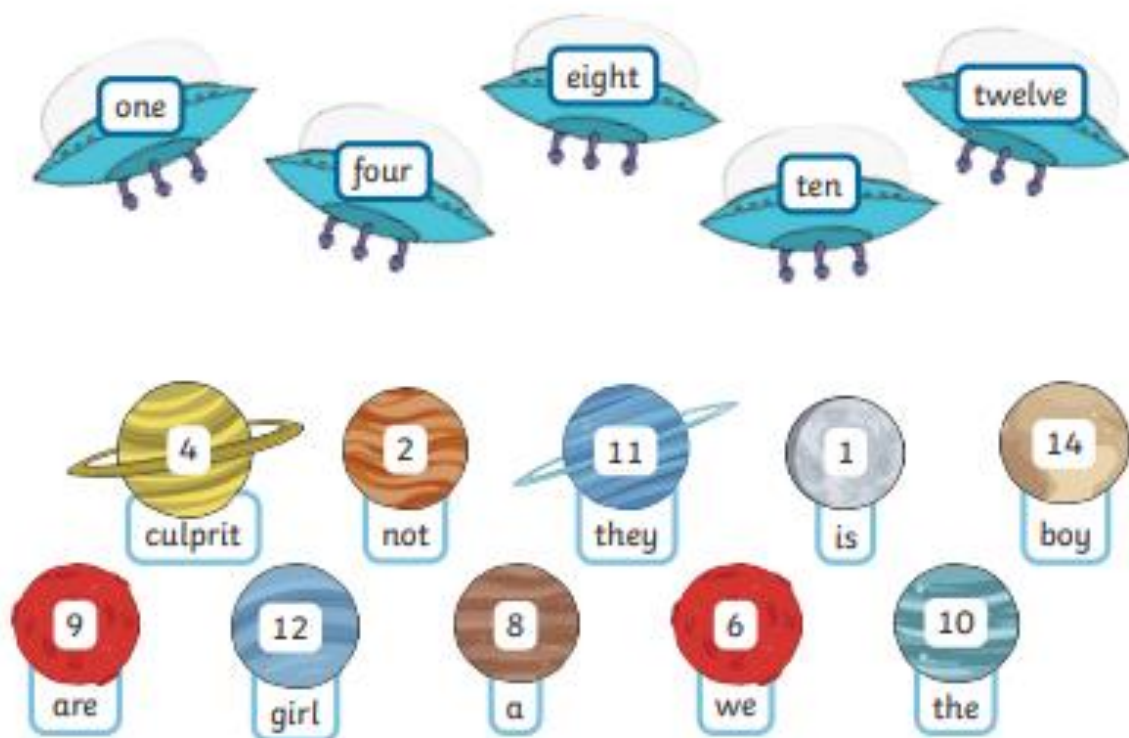 one
four
eight
ten
twelve
4
culprit
2
not
11
they
1
is
14
boy
9
are
12
girl
8
a
6
we
10
the